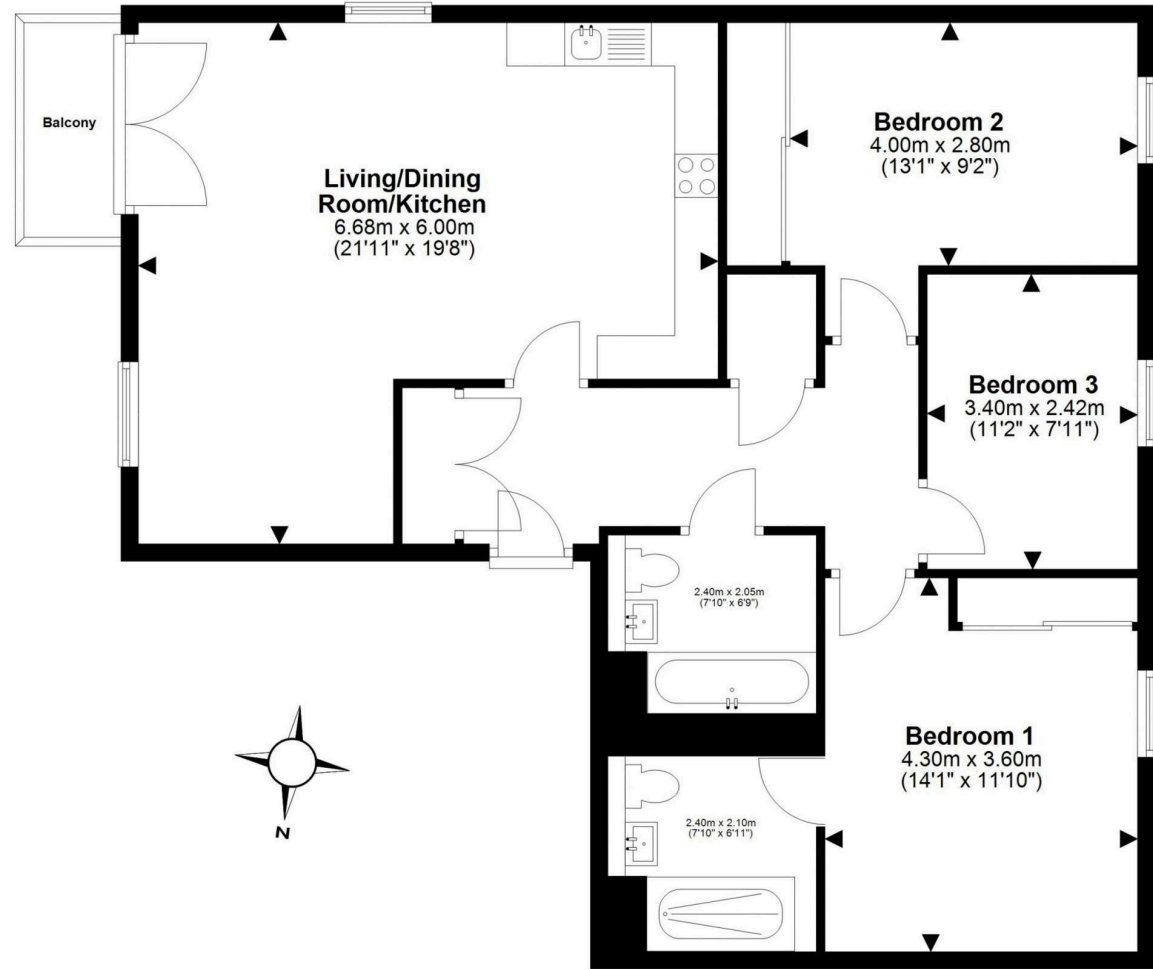 Balcony
Living/Dining
Room/Kitchen
6.68m x 6.00m
(21'11" x 19'8")
Bedroom 2
4.00m x 2.80m
(13'1" x 9'2")
Bedroom 3
3.40m x 2.42m
(11'2" x 7'11")
2.40m x 2.05m
(7'10" x 6'9")
Bedroom 1
4.30m x 3.60m
(14'1" x 11'10")
2.40m x 2.10m
(7'10" x 6'11")
N